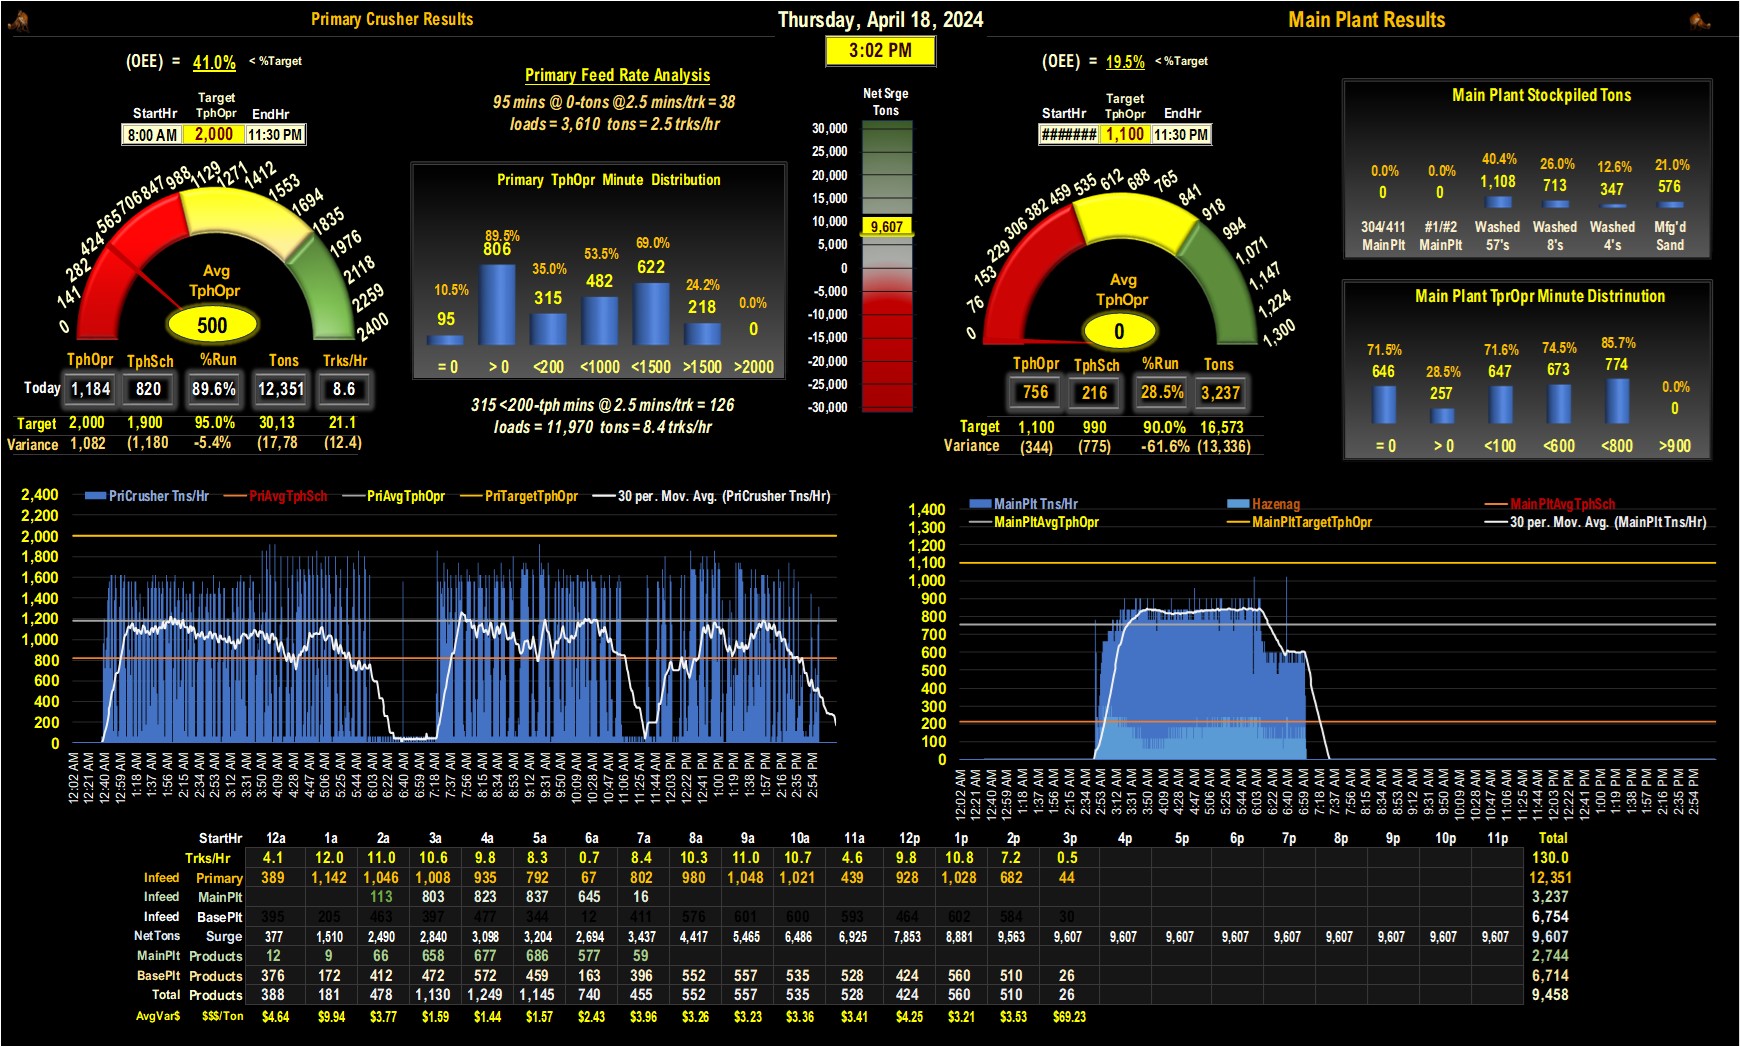 Primary Crusher Results
Thursday, April 18, 2024
Main Plant Results
3:02 PM
(OEE) = 41.0% < %Target
StartHr Target TphOpr EndHr
8:00 AM 2,000 11:30 PM
0 141 282 424 565 706 847 988 1129 1271 1412 1553 1694 1835 1976 2118 2259 2400
Avg
TphOpr
500
TphOpr TphSch %Run Tons Trks/Hr
Today 1,184 820 89.6% 12,351 8.6
Target 2,000 1,900 95.0% 30,13 21.1
Variance 1,082 (1,180 -5.4% (17,78 (12.4)
Primary Feed Rate Analysis
95 mins @ 0-tons @2.5 mins/trk = 38
loads = 3,610 tons = 2.5 trks/hr
Primary TphOpr Minute Distribution
10.5% 89.5% 35.0% 53.5% 69.0% 24.2% 0.0%
95 806 315 482 622 218 0
= 0 > 0 <200 <1000 <1500 >1500 >2000
315 <200-tph mins @ 2.5 mins/trk = 126
loads = 11,970 tons = 8.4 trks/hr
Net Srge
Tons
30,000
25,000
20,000
15,000
10,000
9,607
5,000
0
-5,000
-10,000
-15,000
-20,000
-25,000
-30,000
(OEE) = 19.5% < %Target
StartHr Target TphOpr EndHr
####### 1,100 11:30 PM
0 76 153 229 306 382 459 535 612 688 765 841 918 994 1,071 1,147 1,224 1,300
Avg
TphOpr
0
TphOpr TphSch %Run Tons
756 216 28.5% 3,237
Target 1,100 990 90.0% 16,573
Variance (344) (775) -61.6% (13,336)
Main Plant Stockpiled Tons
0.0% 0.0% 40.4% 26.0% 12.6% 21.0%
0 0 1,108 713 347 576
304/411 #1/#2 Washed Washed Washed Mfg'd
MainPlt MainPlt 57's 8's 4's Sand
Main Plant TprOpr Minute Distrinution
71.5% 28.5% 71.6% 74.5% 85.7% 0.0%
646 257 647 673 774 0
= 0 > 0 <100 <600 <800 >900
PriCrusher Tns/Hr PriAvgTphSch PriAvgTphOpr PriTargetTphOpr 30 per. Mov. Avg. (PriCrusher Tns/Hr)
2,400
2,200
2,000
1,800
1,600
1,400
1,200
1,000
800
600
400
200
0
12:02 AM 12:21 AM 12:40 AM 12:59 AM 1:18 AM 1:37 AM 1:56 AM 2:15 AM 2:34 AM 2:53 AM 3:12 AM 3:31 AM 3:50 AM 4:09 AM 4:28 AM 4:47 AM 5:06 AM 5:25 AM 5:44 AM 6:03 AM 6:22 AM 6:40 AM 6:59 AM 7:18 AM 7:37 AM 7:56 AM 8:15 AM 8:34 AM 8:53 AM 9:12 AM 9:31 AM 9:50 AM 10:09 AM 10:28 AM 10:47 AM 11:06 AM 11:25 AM 11:44 AM 12:03 PM 12:22 PM 12:41 PM 1:00 PM 1:19 PM 1:38 PM 1:57 PM 2:16 PM 2:35 PM 2:54 PM
MainPlt Tns/Hr Hazenag MainPltAvgTphSch
MainPltAvgTphOpr MainPltTargetTphOpr 30 per. Mov. Avg. (MainPlt Tns/Hr)
1,400
1,300
1,200
1,100
1,000
900
800
700
600
500
400
300
200
100
0
12:02 AM 12:21 AM 12:40 AM 12:59 AM 1:18 AM 1:37 AM 1:56 AM 2:15 AM 2:34 AM 2:53 AM 3:12 AM 3:31 AM 3:50 AM 4:09 AM 4:28 AM 4:47 AM 5:06 AM 5:25 AM 5:44 AM 6:03 AM 6:22 AM 6:40 AM 6:59 AM 7:18 AM 7:37 AM 7:56 AM 8:15 AM 8:34 AM 8:53 AM 9:12 AM 9:31 AM 9:50 AM 10:09 AM 10:28 AM 10:47 AM 11:06 AM 11:25 AM 11:44 AM 12:03 PM 12:22 PM 12:41 PM 1:00 PM 1:19 PM 1:38 PM 1:57 PM 2:16 PM 2:35 PM 2:54 PM
StartHr 12a 1a 2a 3a 4a 5a 6a 7a 8a 9a 10a 11a 12p 1p 2p 3p 4p 5p 6p 7p 8p 9p 10p 11p Total
Trks/Hr 4.1 12.0 11.0 10.6 9.8 8.3 0.7 8.4 10.3 11.0 10.7 4.6 9.8 10.8 7.2 0.5 130.0
Infeed Primary 389 1,142 1,046 1,008 935 792 67 802 980 1,048 1,021 439 928 1,028 682 44 12,351
Infeed MainPlt 113 803 823 837 645 16 3,237
Infeed BasePlt 395 205 463 397 477 344 12 411 576 601 600 593 464 602 584 30 6,754
NetTons Surge 377 1,510 2,490 2,840 3,098 3,204 2,694 3,437 4,417 5,465 6,486 6,925 7,853 8,881 9,563 9,607 9,607 9,607 9,607 9,607 9,607 9,607 9,607 9,607 9,607
MainPlt Products 12 9 66 658 677 686 577 59 2,744
BasePlt Products 376 172 412 472 572 459 163 396 552 557 535 528 424 560 510 26 6,714
Total Products 388 181 478 1,130 1,249 1,145 740 455 552 557 535 528 424 560 510 26 9,458
AvgVar$ $$$/Ton $4.64 $9.94 $3.77 $1.59 $1.44 $1.57 $2.43 $3.96 $3.26 $3.23 $3.36 $3.41 $4.25 $3.21 $3.53 $69.23